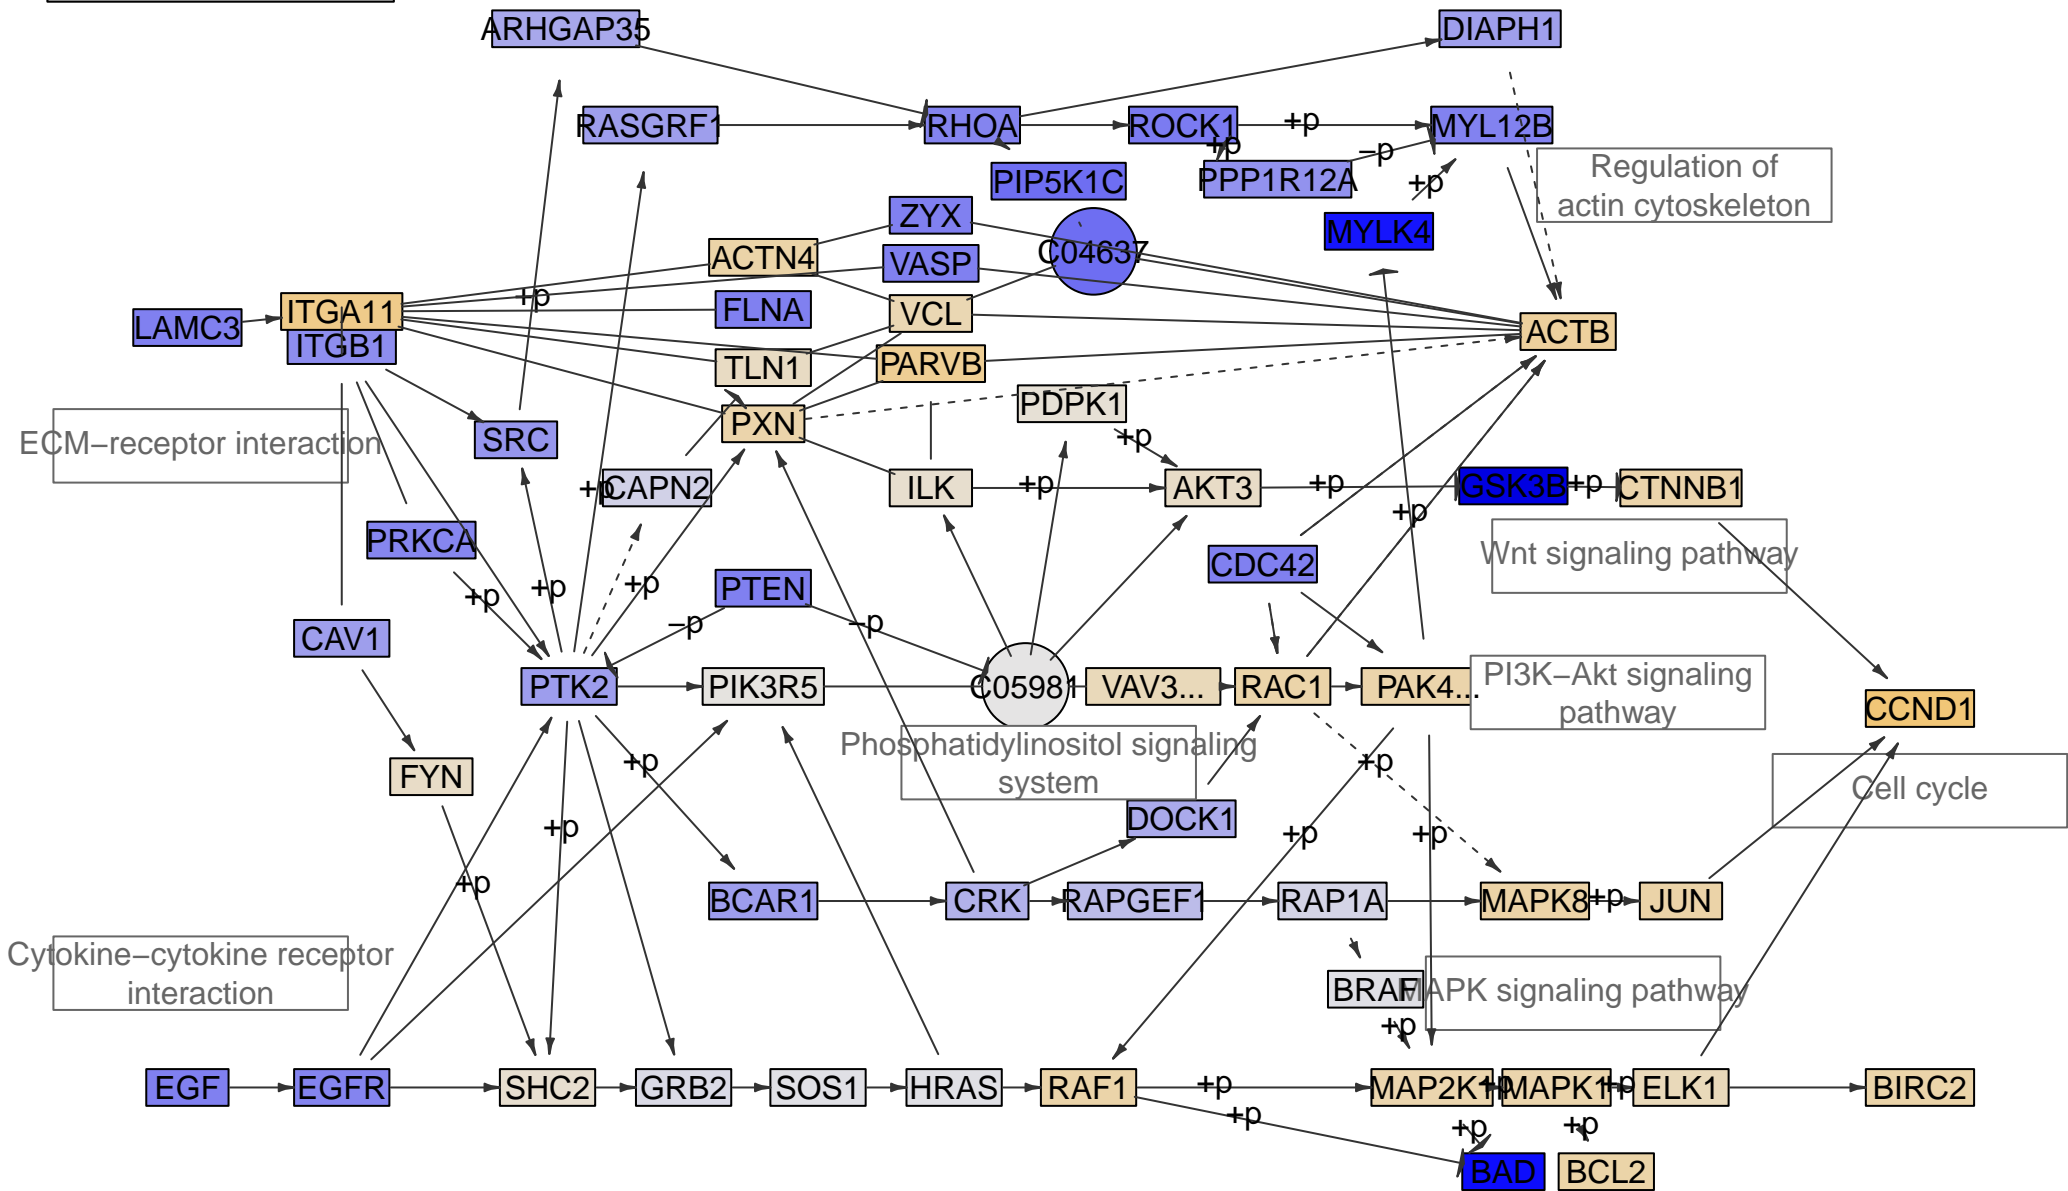 ARHGAP35
DIAPH1
RASGRF1
RHOA
ROCK1
+p
MYL12B
+p
−p
PIP5K1C
PPP1R12A
+p
Regulation of
actin cytoskeleton
ZYX
MYLK4
ACTN4
VASP
C04637
+p
ITGA11
FLNA
VCL
LAMC3
ACTB
ITGB1
TLN1
PARVB
PDPK1
PXN
ECM−receptor interaction
SRC
+p
+p
CAPN2
ILK
+p
AKT3
+p
GSK3B
+p
CTNNB1
+p
PRKCA
Wnt signaling pathway
CDC42
+p
+p
+p
PTEN
−p
−p
CAV1
PTK2
PIK3R5
C05981
VAV3...
RAC1
PAK4...
PI3K−Akt signaling
pathway
CCND1
Phosphatidylinositol signaling
system
+p
+p
FYN
Cell cycle
+p
DOCK1
+p
+p
+p
BCAR1
CRK
RAPGEF1
RAP1A
MAPK8
+p
JUN
Cytokine−cytokine receptor
interaction
BRAF
MAPK signaling pathway
+p
EGF
EGFR
SHC2
GRB2
SOS1
HRAS
RAF1
+p
MAP2K1
+p
MAPK1
+p
ELK1
BIRC2
+p
+p
+p
BAD
BCL2